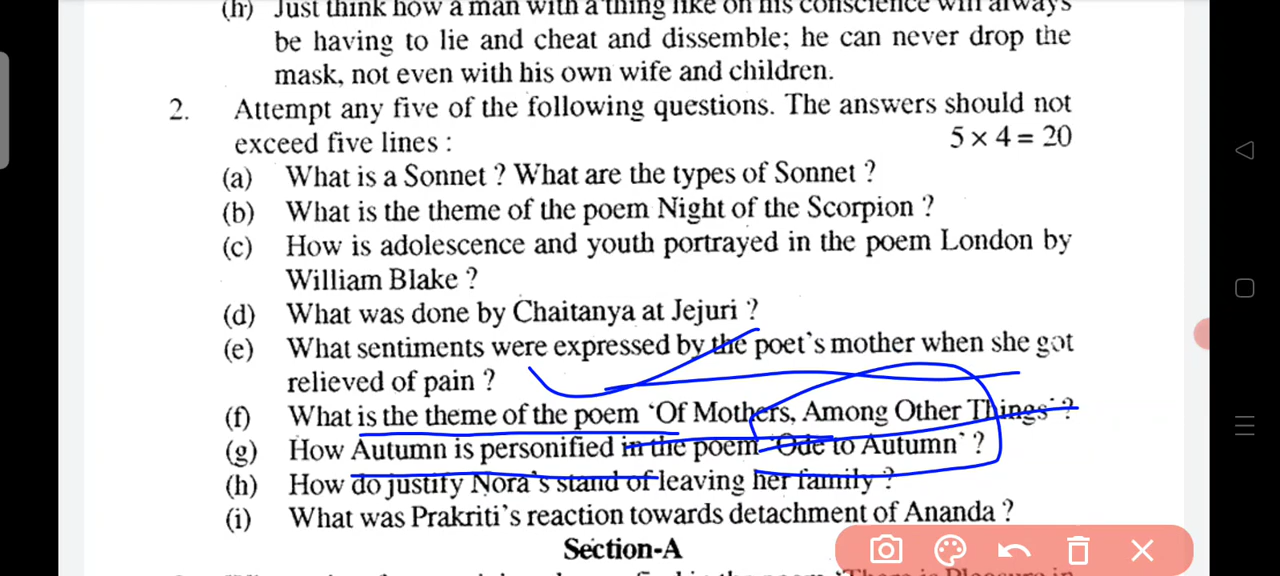 (h) Just think how a man with a thing like on his conscience will always
be having to lie and cheat and dissemble; he can never drop the
mask, not even with his own wife and children.
2. Attempt any five of the following questions. The answers should not
exceed five lines : 5 × 4 = 20
(a) What is a Sonnet ? What are the types of Sonnet ?
(b) What is the theme of the poem Night of the Scorpion ?
(c) How is adolescence and youth portrayed in the poem London by
William Blake ?
(d) What was done by Chaitanya at Jejuri ?
(e) What sentiments were expressed by the poet's mother when she got
relieved of pain ?
(f) What is the theme of the poem 'Of Mothers, Among Other Things' ?
(g) How Autumn is personified in the poem 'Ode to Autumn' ?
(h) How do justify Nora's stand of leaving her family ?
(i) What was Prakriti's reaction towards detachment of Ananda ?
Section-A